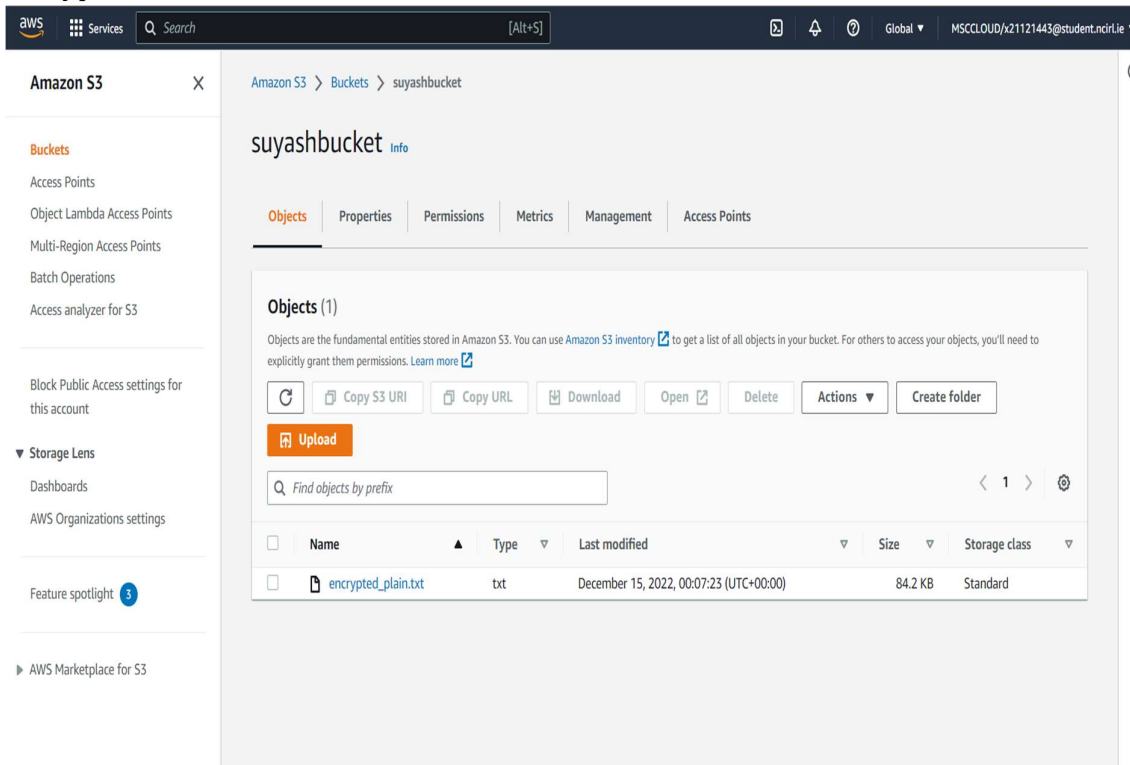 aws Services Search [Alt+S] Global ▼ MSCCLOUD/x21121443@student.ncirl.ie
Amazon S3 X
Amazon S3 > Buckets > suyashbucket
suyashbucket Info
Buckets
Access Points
Object Lambda Access Points
Multi-Region Access Points
Batch Operations
Access analyzer for S3
Block Public Access settings for
this account
▼ Storage Lens
Dashboards
AWS Organizations settings
Feature spotlight 3
▶ AWS Marketplace for S3
Objects Properties Permissions Metrics Management Access Points
Objects (1)
Objects are the fundamental entities stored in Amazon S3. You can use Amazon S3 inventory to get a list of all objects in your bucket. For others to access your objects, you'll need to
explicitly grant them permissions. Learn more
Copy S3 URI Copy URL Download Open Delete Actions ▼ Create folder
Upload
Find objects by prefix < 1 >
Name ▲ Type Last modified Size Storage class
encrypted_plain.txt txt December 15, 2022, 00:07:23 (UTC+00:00) 84.2 KB Standard